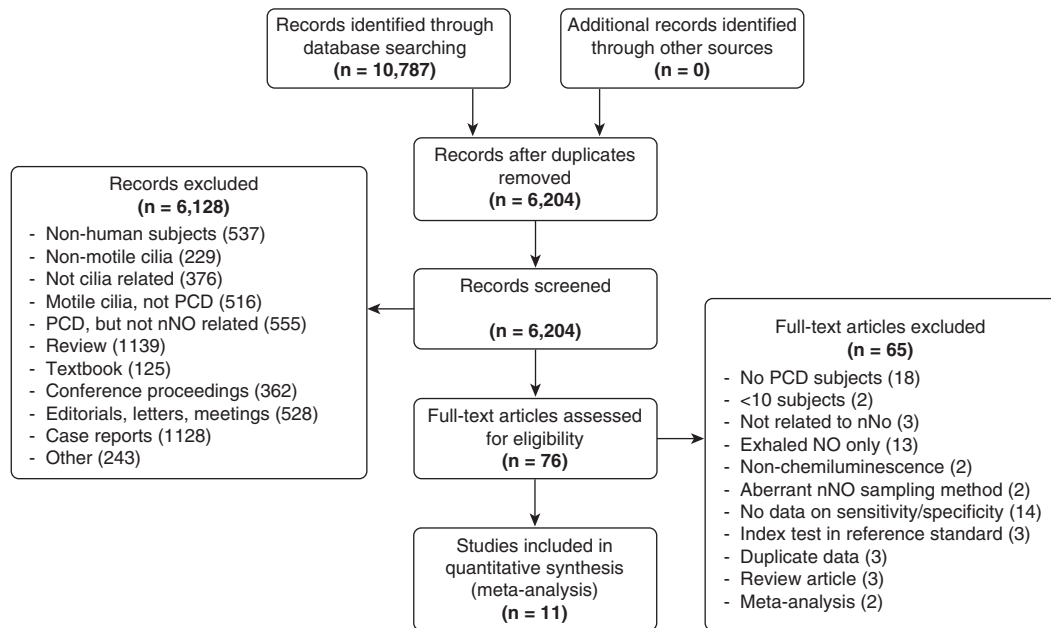 Records identified through
database searching
(n = 10,787)
Additional records identified
through other sources
(n = 0)
Records after duplicates
removed
(n = 6,204)
Records excluded
(n = 6,128)
- Non-human subjects (537)
- Non-motile cilia (229)
- Not cilia related (376)
- Motile cilia, not PCD (516)
- PCD, but not nNO related (555)
- Review (1139)
- Textbook (125)
- Conference proceedings (362)
- Editorials, letters, meetings (528)
- Case reports (1128)
- Other (243)
Records screened
(n = 6,204)
Full-text articles assessed
for eligibility
(n = 76)
Full-text articles excluded
(n = 65)
- No PCD subjects (18)
- <10 subjects (2)
- Not related to nNo (3)
- Exhaled NO only (13)
- Non-chemiluminescence (2)
- Aberrant nNO sampling method (2)
- No data on sensitivity/specificity (14)
- Index test in reference standard (3)
- Duplicate data (3)
- Review article (3)
- Meta-analysis (2)
Studies included in
quantitative synthesis
(meta-analysis)
(n = 11)